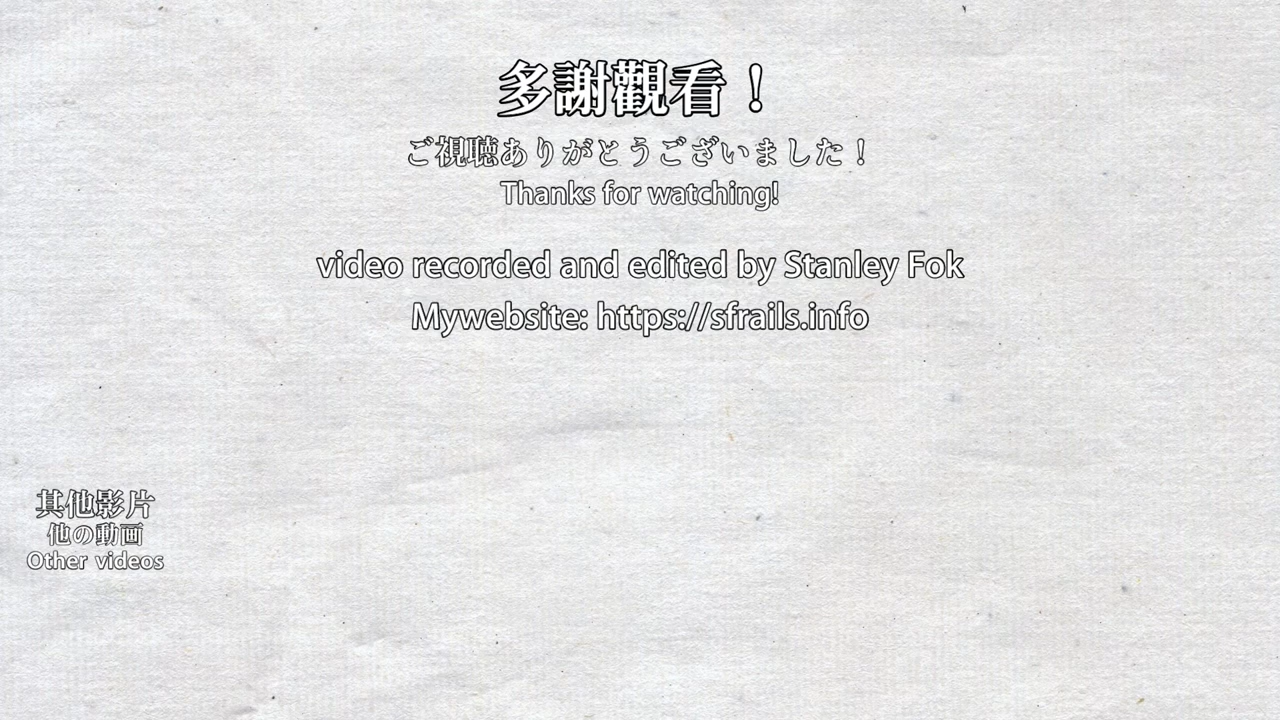 多謝觀看！
ご視聴ありがとうございました！
Thanks for watching!
video recorded and edited by Stanley Fok
Mywebsite: https://sfrails.info
其他影片
他の動画
Other videos